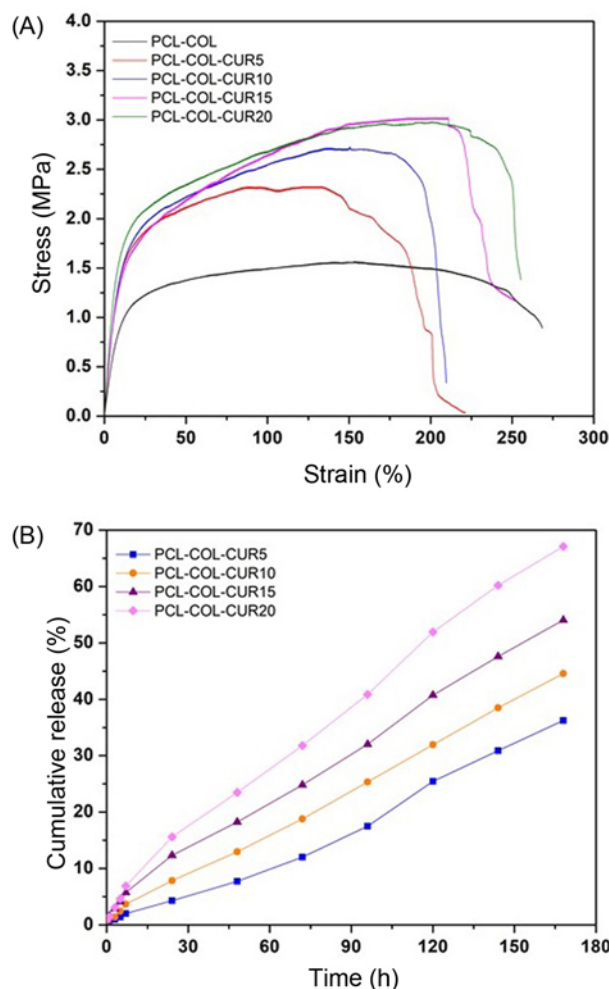 (A)
PCL-COL
PCL-COL-CUR5
PCL-COL-CUR10
PCL-COL-CUR15
PCL-COL-CUR20
Stress (MPa)
4.0
3.5
3.0
2.5
2.0
1.5
1.0
0.5
0.0
0 50 100 150 200 250 300
Strain (%)
(B)
PCL-COL-CUR5
PCL-COL-CUR10
PCL-COL-CUR15
PCL-COL-CUR20
Cumulative release (%)
70
60
50
40
30
20
10
0
0 30 60 90 120 150 180
Time (h)